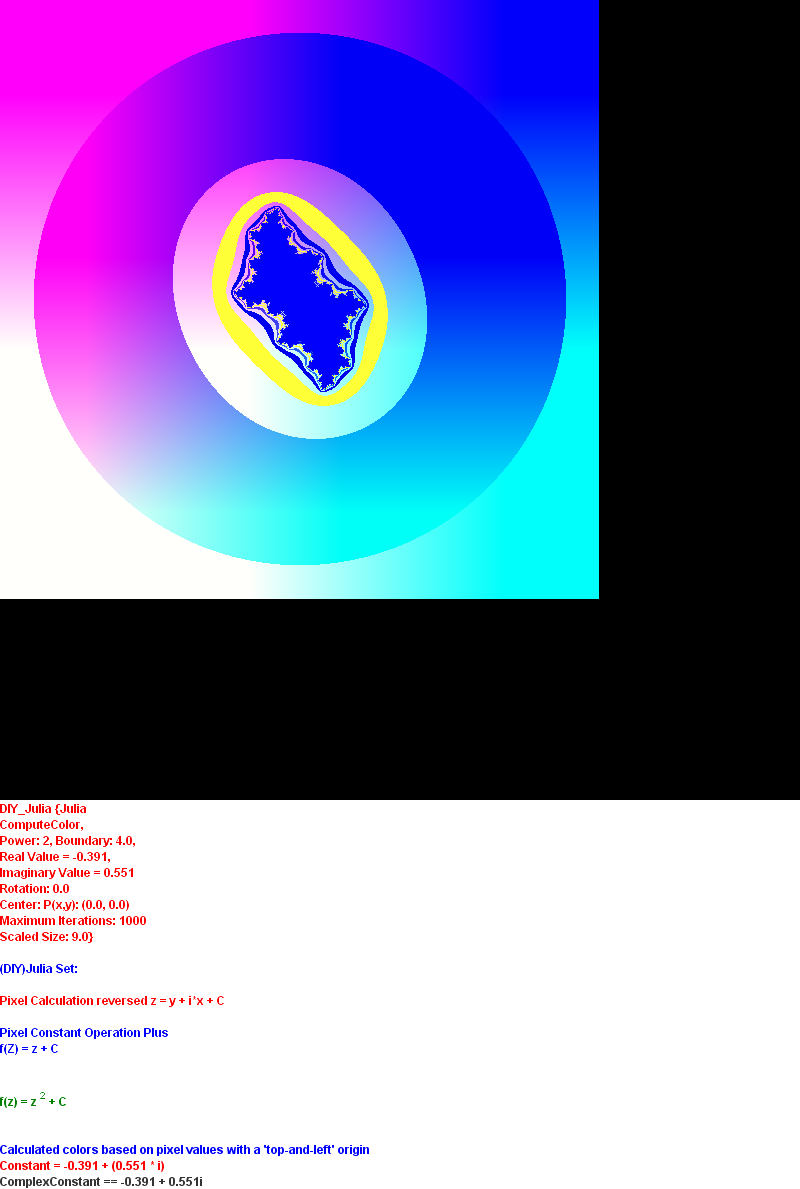 DIY_Julia {Julia
ComputeColor,
Power: 2, Boundary: 4.0,
Real Value = -0.391,
Imaginary Value = 0.551
Rotation: 0.0
Center: P(x,y): (0.0, 0.0)
Maximum Iterations: 1000
Scaled Size: 9.0}
(DIY)Julia Set:
Pixel Calculation reversed z = y + i*x + C
Pixel Constant Operation Plus
f(Z) = z + C
f(z) = z 2 + C
Calculated colors based on pixel values with a 'top-and-left' origin
Constant = -0.391 + (0.551 * i)
ComplexConstant == -0.391 + 0.551i